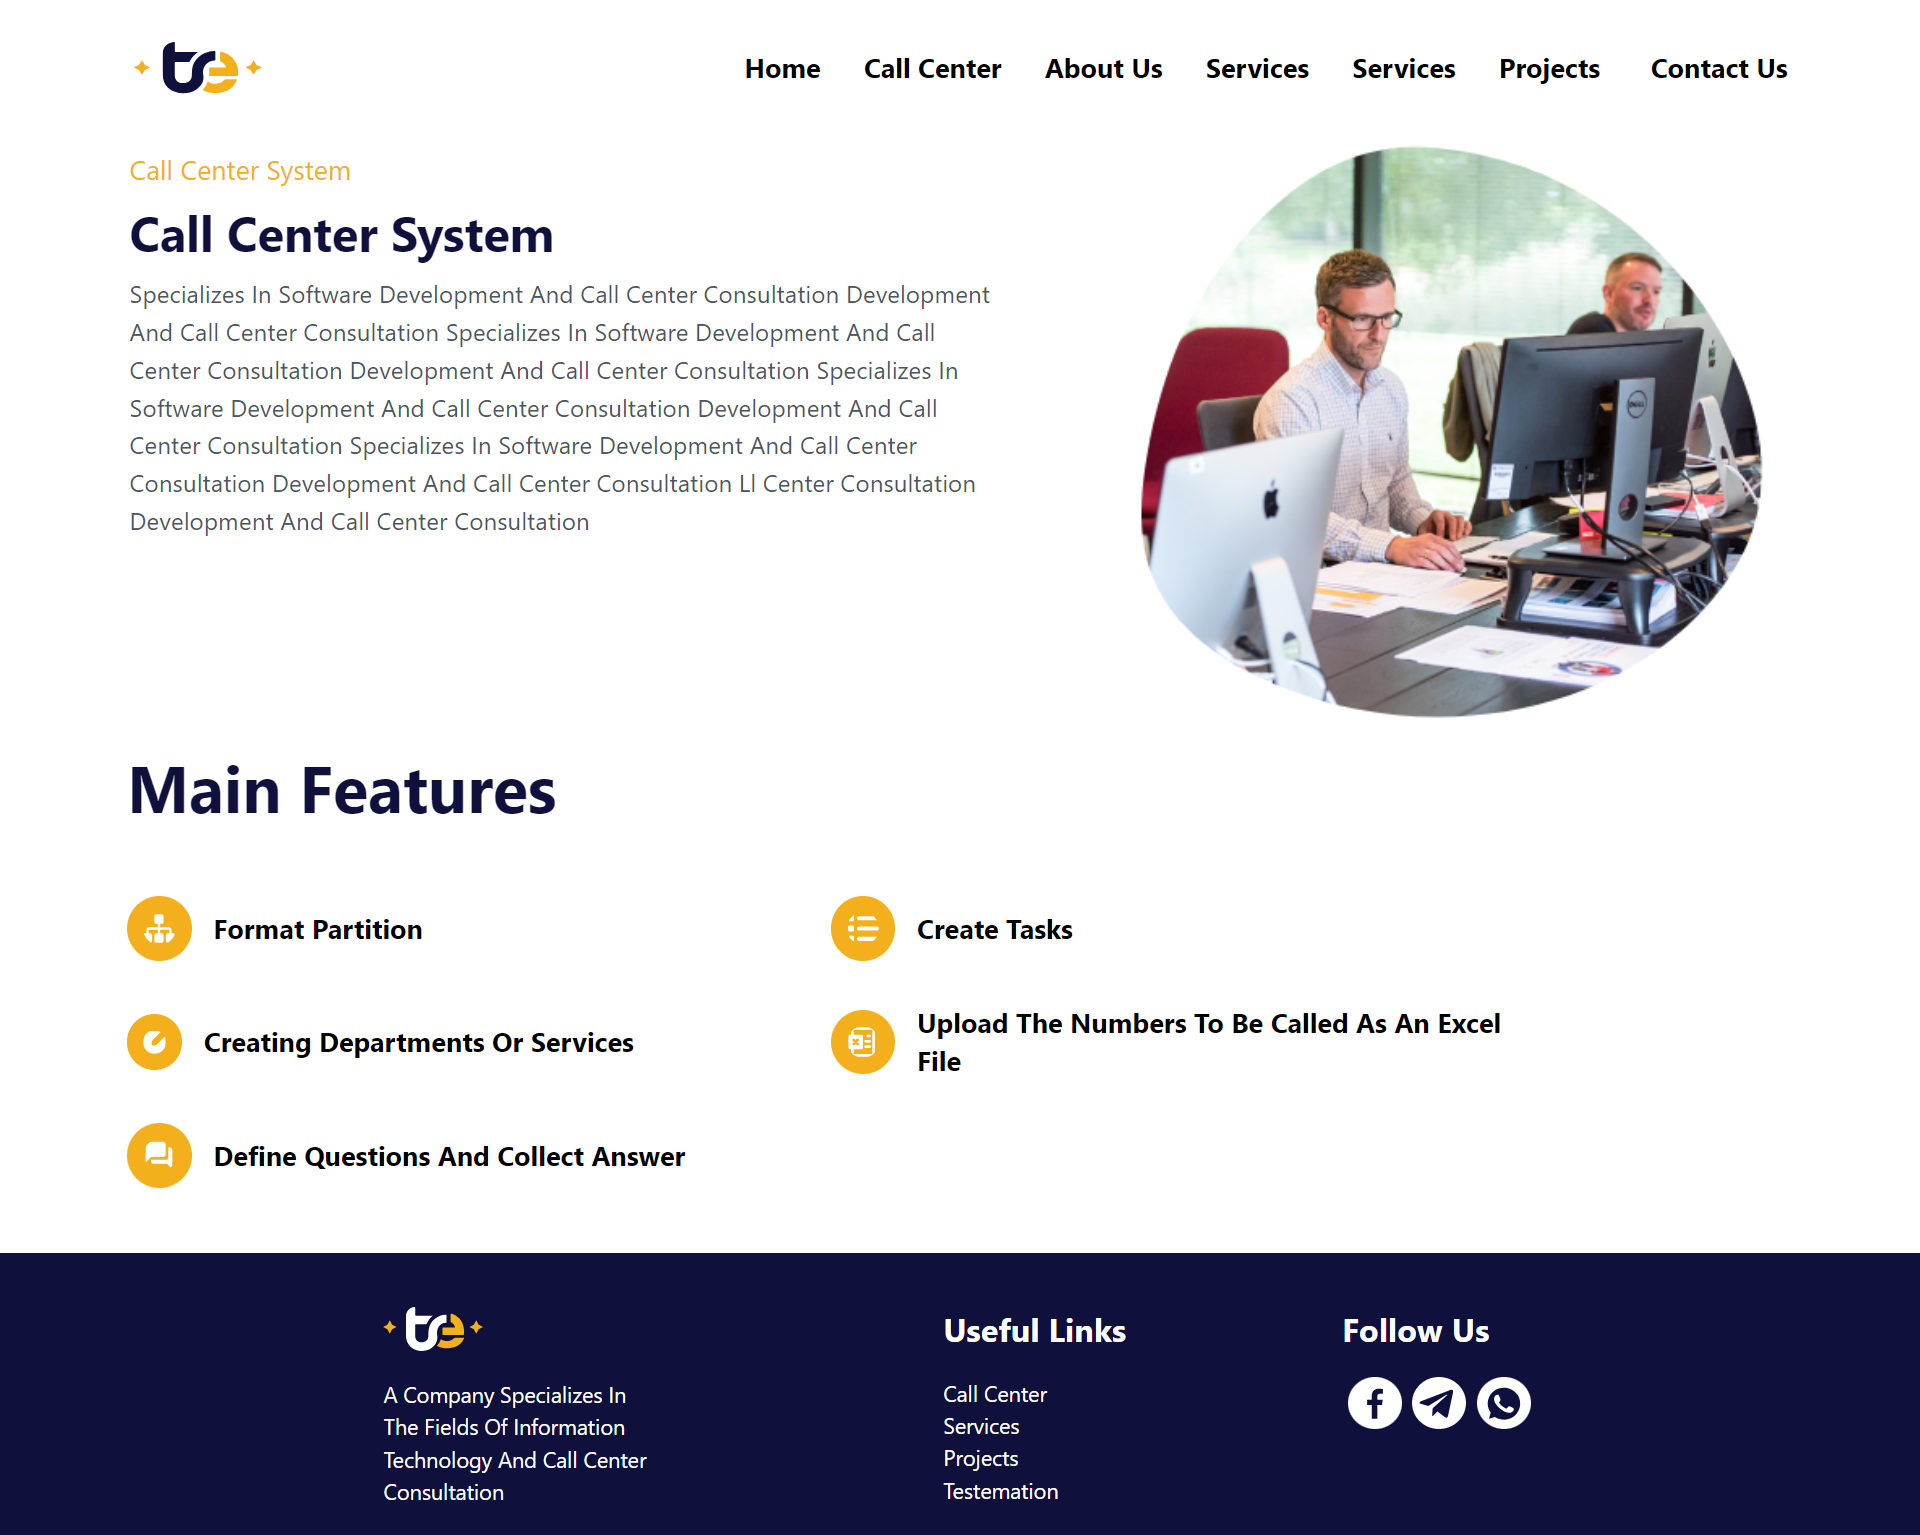 tre
Home Call Center About Us Services Services Projects Contact Us
Call Center System
Call Center System
Specializes In Software Development And Call Center Consultation Development
And Call Center Consultation Specializes In Software Development And Call
Center Consultation Development And Call Center Consultation Specializes In
Software Development And Call Center Consultation Development And Call
Center Consultation Specializes In Software Development And Call Center
Consultation Development And Call Center Consultation Ll Center Consultation
Development And Call Center Consultation
DELL
Main Features
Format Partition
Create Tasks
Creating Departments Or Services
Upload The Numbers To Be Called As An Excel
File
Define Questions And Collect Answer
tre
A Company Specializes In
The Fields Of Information
Technology And Call Center
Consultation
Useful Links
Call Center
Services
Projects
Testemation
Follow Us